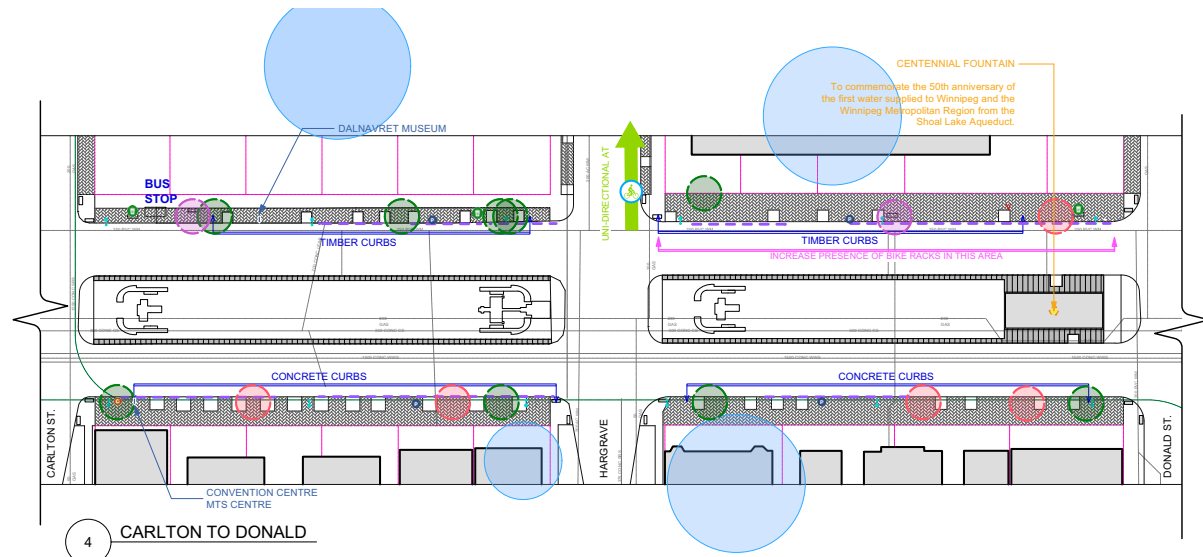 CENTENNIAL FOUNTAIN
To commemorate the 50th anniversary of
the first water supplied to Winnipeg and the
Winnipeg Metropolitan Region from the
Shoal Lake Aqueduct.
DALNAVRET MUSEUM
BUS
STOP
UNI-DIRECTIONAL AT
TIMBER CURBS
TIMBER CURBS
INCREASE PRESENCE OF BIKE RACKS IN THIS AREA
CONCRETE CURBS
CONCRETE CURBS
CARLTON ST.
HARGRAVE
DONALD ST.
CONVENTION CENTRE
MTS CENTRE
4
CARLTON TO DONALD